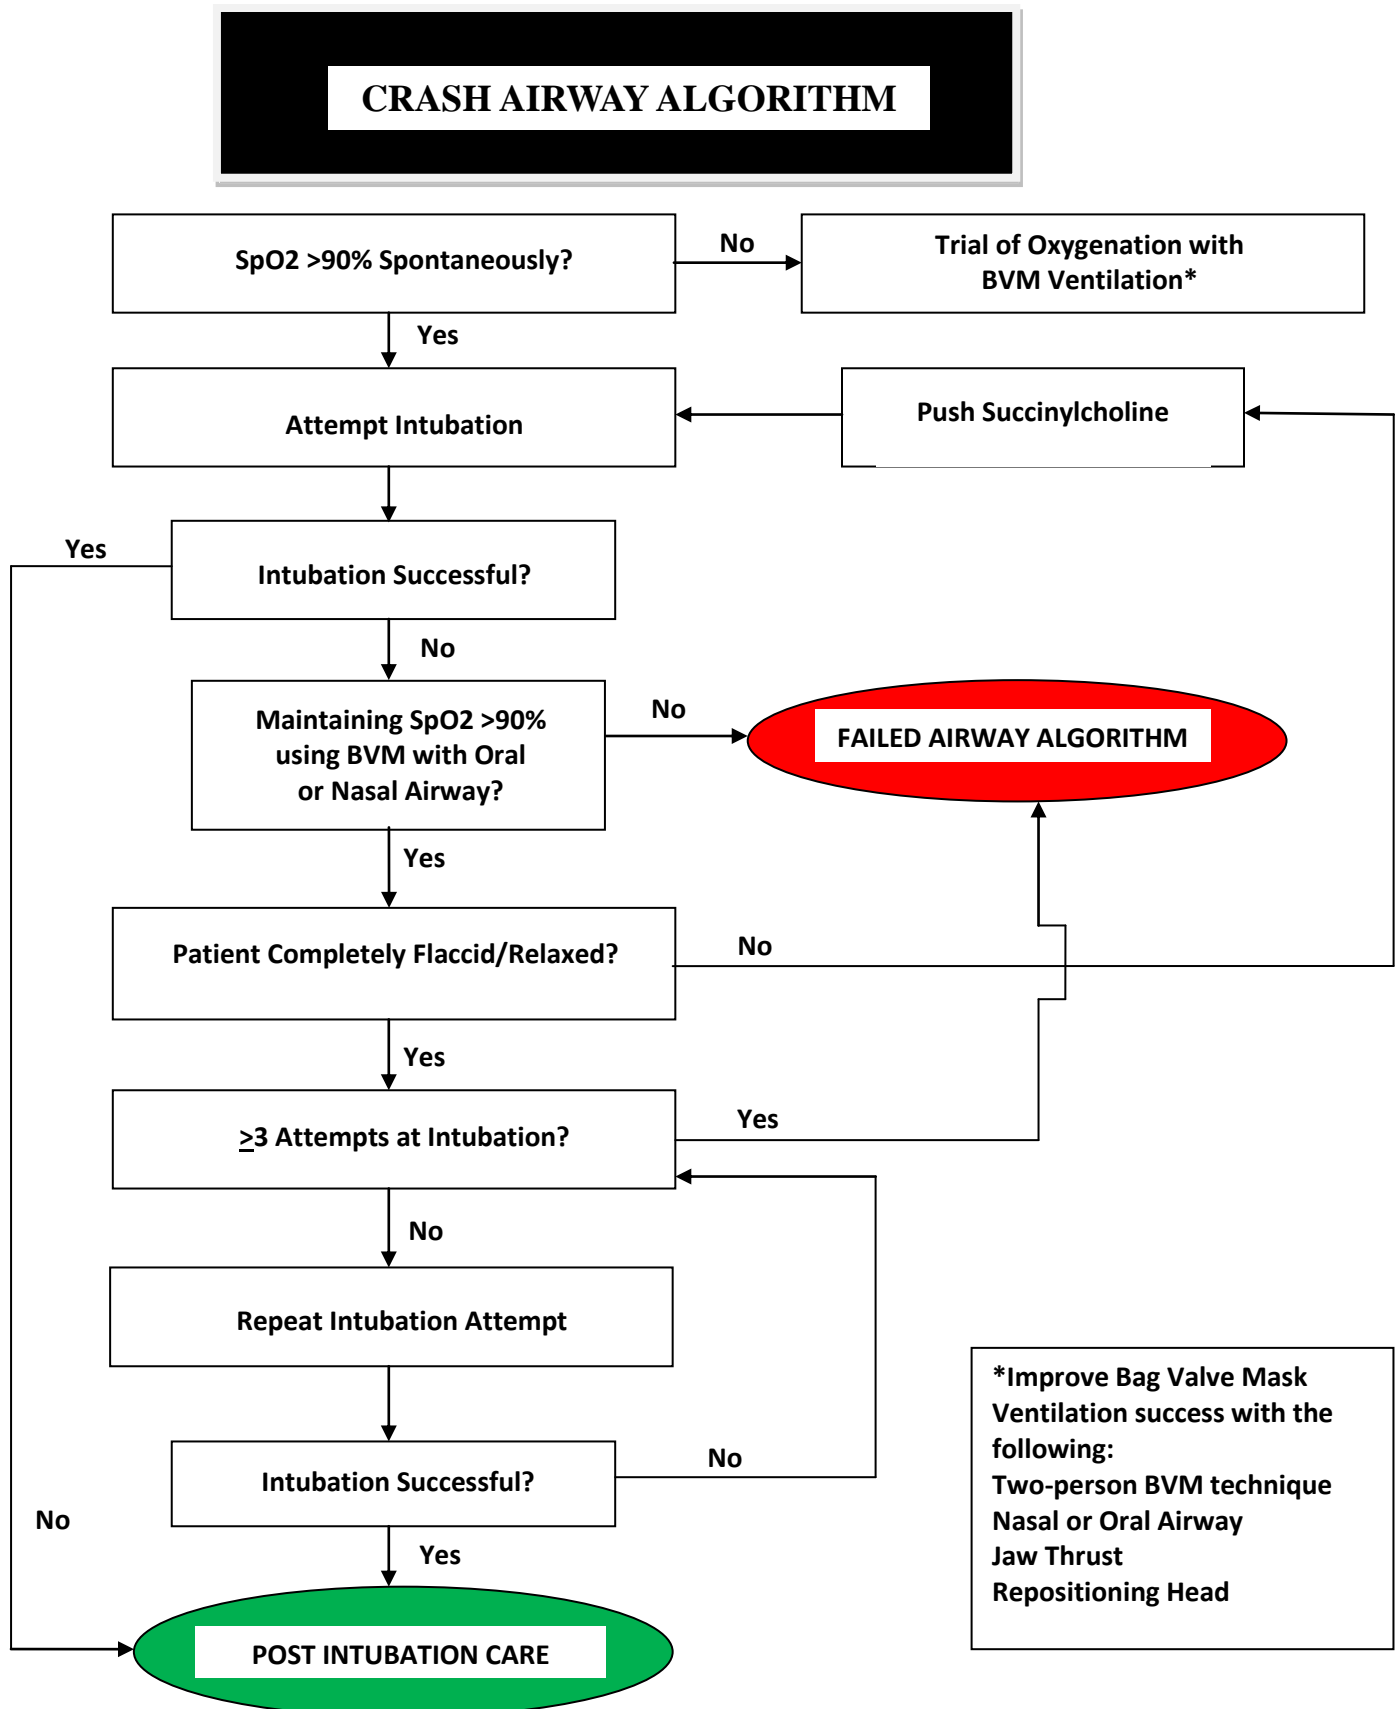 CRASH AIRWAY ALGORITHM
SpO2 >90% Spontaneously?
No
Trial of Oxygenation with
BVM Ventilation*
Yes
Attempt Intubation
Push Succinylcholine
Yes
Intubation Successful?
No
Maintaining SpO2 >90%
using BVM with Oral
or Nasal Airway?
No
FAILED AIRWAY ALGORITHM
Yes
Patient Completely Flaccid/Relaxed?
No
Yes
≥3 Attempts at Intubation?
Yes
No
Repeat Intubation Attempt
Intubation Successful?
No
No
Yes
POST INTUBATION CARE
*Improve Bag Valve Mask
Ventilation success with the
following:
Two-person BVM technique
Nasal or Oral Airway
Jaw Thrust
Repositioning Head